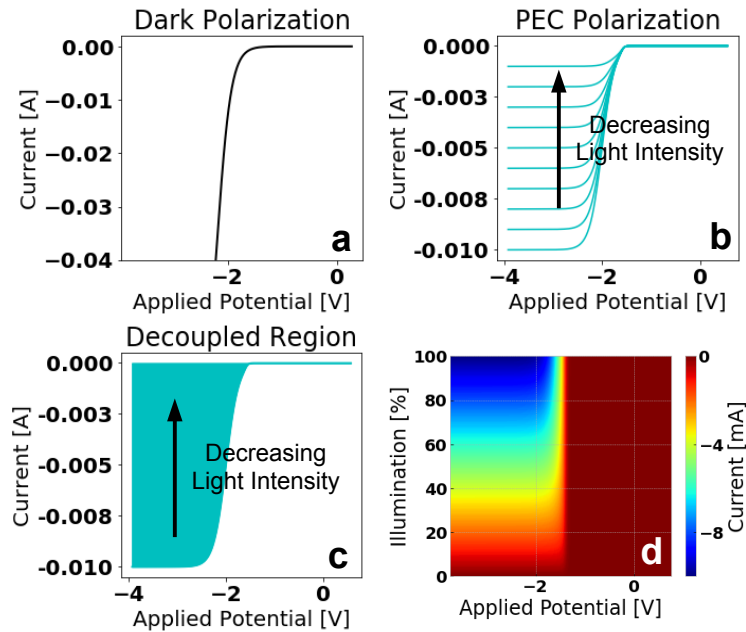 Dark Polarization
0.00
-0.01
-0.02
-0.03
-0.04
Current [A]
−2
0
Applied Potential [V]
a
PEC Polarization
0.000
-0.003
-0.005
-0.008
-0.010
Current [A]
Decreasing
Light Intensity
−4
−2
0
Applied Potential [V]
b
Decoupled Region
0.000
-0.003
-0.005
-0.008
-0.010
Current [A]
Decreasing
Light Intensity
−4
−2
0
Applied Potential [V]
c
100
80
60
40
20
0
Illumination [%]
−2
0
Applied Potential [V]
d
0
−4
−8
Current [mA]